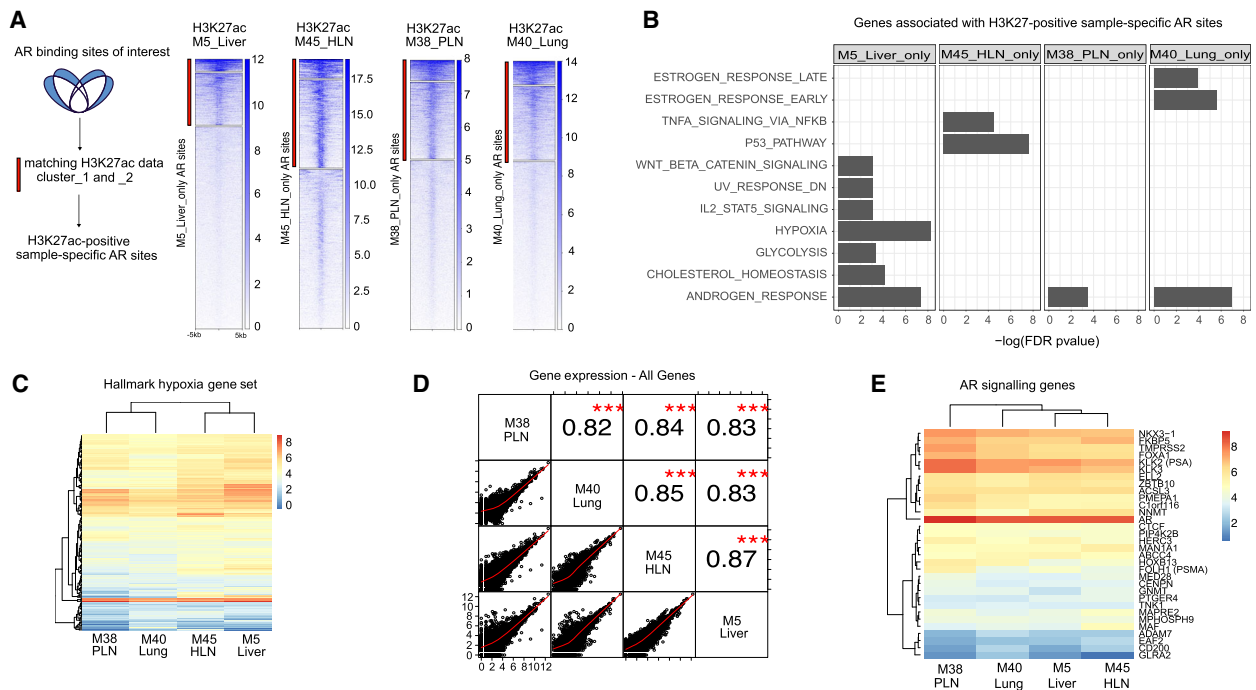 A
AR binding sites of interest
matching H3K27ac data
cluster_1 and _2
H3K27ac-positive
sample-specific AR sites
H3K27ac
M5_Liver
M5_Liver_only AR sites
12
10
8
6
4
2
0
-5kb
5kb
H3K27ac
M45_HLN
M45_HLN_only AR sites
17.5
15.0
12.5
10.0
7.5
5.0
2.5
0.0
H3K27ac
M38_PLN
M38_PLN_only AR sites
8
7
6
5
4
3
2
1
0
H3K27ac
M40_Lung
M40_Lung_only AR sites
14
12
10
8
6
4
2
0
B
Genes associated with H3K27-positive sample-specific AR sites
M5_Liver_only
M45_HLN_only
M38_PLN_only
M40_Lung_only
ESTROGEN_RESPONSE_LATE
ESTROGEN_RESPONSE_EARLY
TNFA_SIGNALING_VIA_NFKB
P53_PATHWAY
WNT_BETA_CATENIN_SIGNALING
UV_RESPONSE_DN
IL2_STAT5_SIGNALING
HYPOXIA
GLYCOLYSIS
CHOLESTEROL_HOMEOSTASIS
ANDROGEN_RESPONSE
0 2 4 6 8
0 2 4 6 8
0 2 4 6 8
0 2 4 6 8
−log(FDR pvalue)
C
Hallmark hypoxia gene set
8
6
4
2
0
M38
PLN
M40
Lung
M45
HLN
M5
Liver
D
Gene expression - All Genes
M38
PLN
0.82
***
0.84
***
0.83
***
M40
Lung
0.85
***
0.83
***
M45
HLN
0.87
***
M5
Liver
12
10
8
6
4
2
0
0 2 4 6 8 10 12
E
AR signalling genes
NKX3−1
FKBP5
TMPRSS2
FOXA1
KLK2 (PSA)
KLK3
ELL2
ZBTB10
ACSL3
PMEPA1
C1orf116
NNMT
AR
CTCF
PIP4K2B
HERC3
MAN1A1
ABCC4
HOXB13
FOLH1 (PSMA)
MED28
CENPN
GNMT
PTGER4
TNK1
MAPRE2
MPHOSPH9
MAF
ADAM7
EAF2
CD200
GLRA2
8
6
4
2
M38
PLN
M40
Lung
M5
Liver
M45
HLN